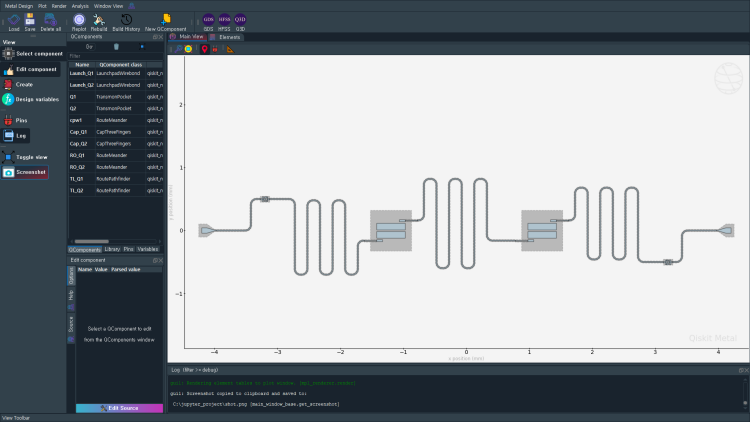 Metal Design Plot Render Analysis Window View
Load Save Delete all Replot Rebuild Build History New QComponent GDS HFSS Q3D
GDS HFSS Q3D
View
Select component
Edit component
Create
Design variables
Pins
Log
Toggle view
Screenshot
QComponents
Filter
Name QComponent class
Launch_Q1 LaunchpadWirebond qiskit_m
Launch_Q2 LaunchpadWirebond qiskit_m
Q1 TransmonPocket qiskit_m
Q2 TransmonPocket qiskit_m
cpw1 RouteMeander qiskit_m
Cap_Q1 CapThreeFingers qiskit_m
Cap_Q2 CapThreeFingers qiskit_m
RO_Q1 RouteMeander qiskit_m
RO_Q2 RouteMeander qiskit_m
TL_Q1 RoutePathfinder qiskit_m
TL_Q2 RoutePathfinder qiskit_m
QComponents Library Pins Variables
Edit component
Options
Help
Source
Name Value Parsed value
Select a QComponent to edit
from the QComponents window
Edit Source
Main View Elements
2
1
0
−1
y position (mm)
−4 −3 −2 −1 0 1 2 3 4
x position (mm)
Qiskit Metal
Log (filter >= debug)
gui: Screenshot copied to clipboard and saved to:
C:\jupyter_project\shot.png [main_window_base.get_screenshot]
View Toolbar